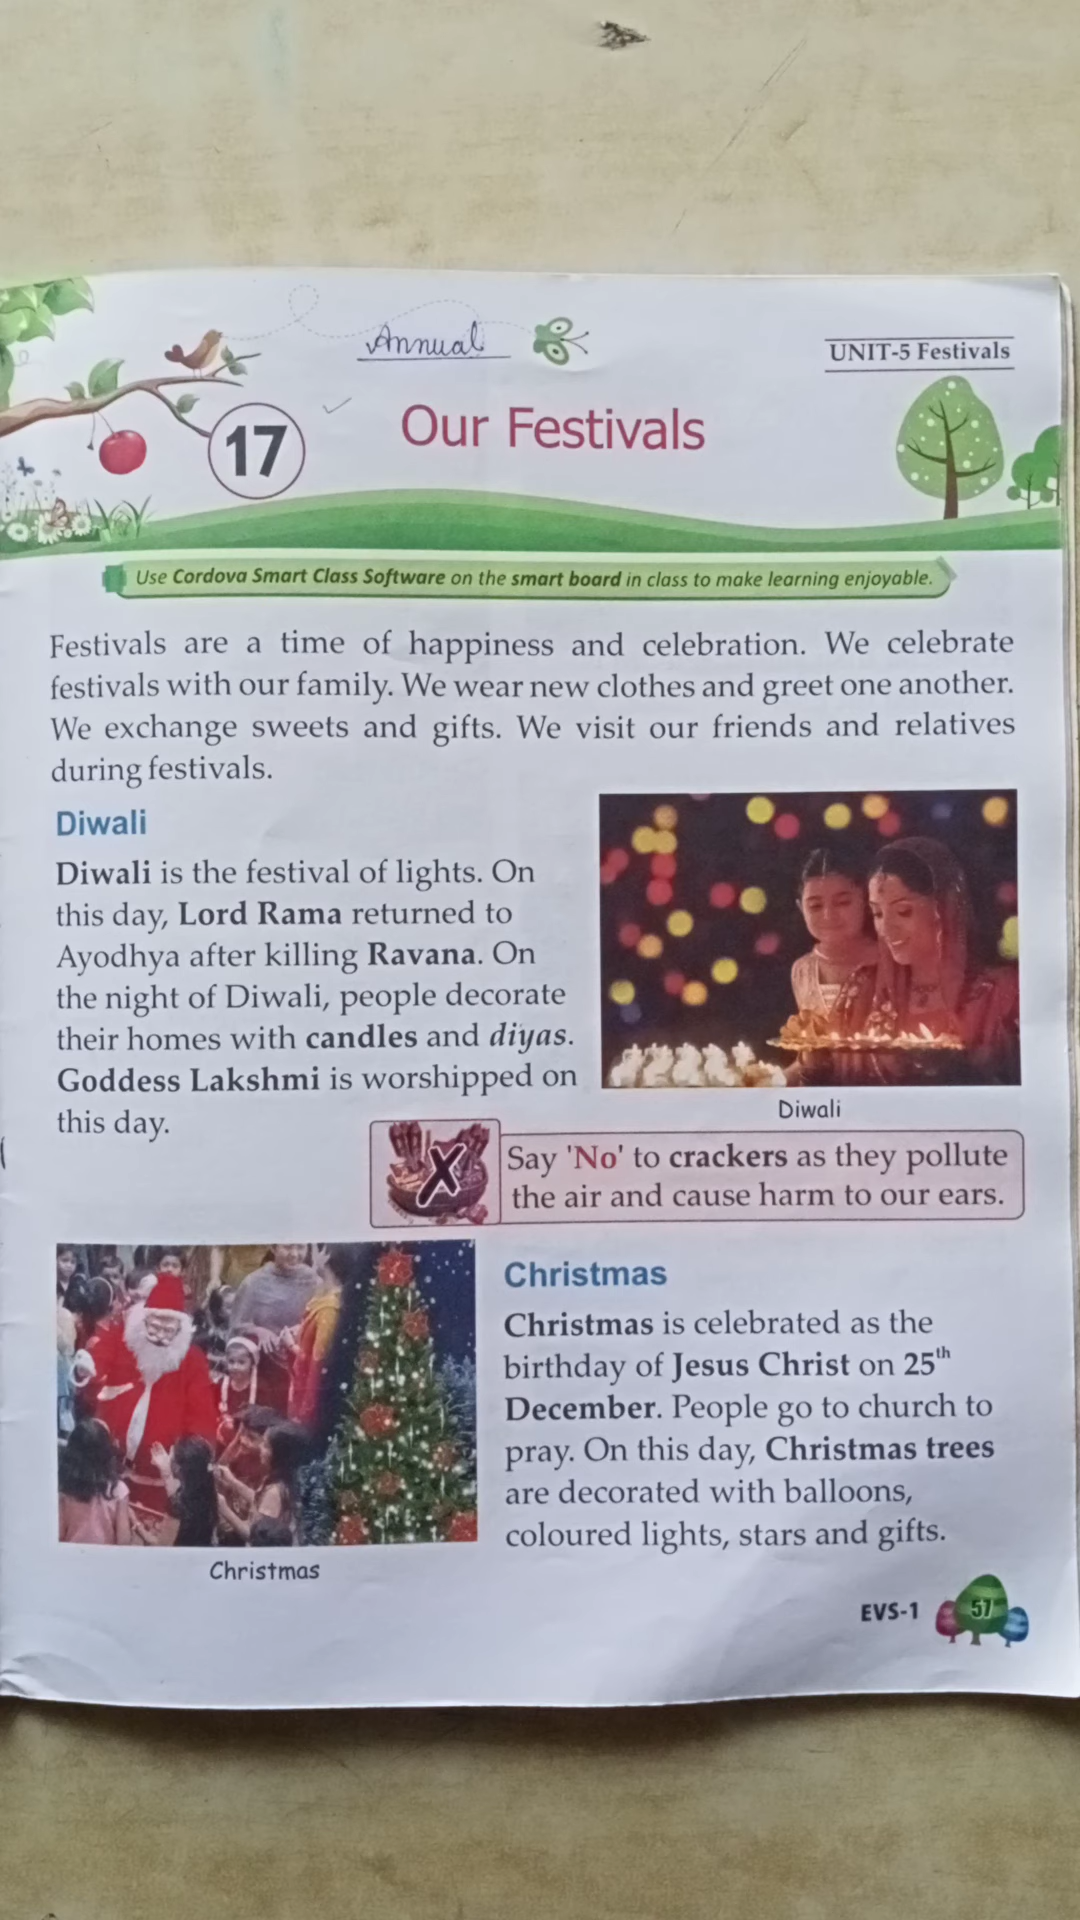 Annual
UNIT-5 Festivals
17
Our Festivals
Use Cordova Smart Class Software on the smart board in class to make learning enjoyable.
Festivals are a time of happiness and celebration. We celebrate
festivals with our family. We wear new clothes and greet one another.
We exchange sweets and gifts. We visit our friends and relatives
during festivals.
Diwali
Diwali is the festival of lights. On
this day, Lord Rama returned to
Ayodhya after killing Ravana. On
the night of Diwali, people decorate
their homes with candles and diyas.
Goddess Lakshmi is worshipped on
this day.
Diwali
Say 'No' to crackers as they pollute
the air and cause harm to our ears.
Christmas
Christmas is celebrated as the
birthday of Jesus Christ on 25th
December. People go to church to
pray. On this day, Christmas trees
are decorated with balloons,
coloured lights, stars and gifts.
Christmas
EVS-1
57